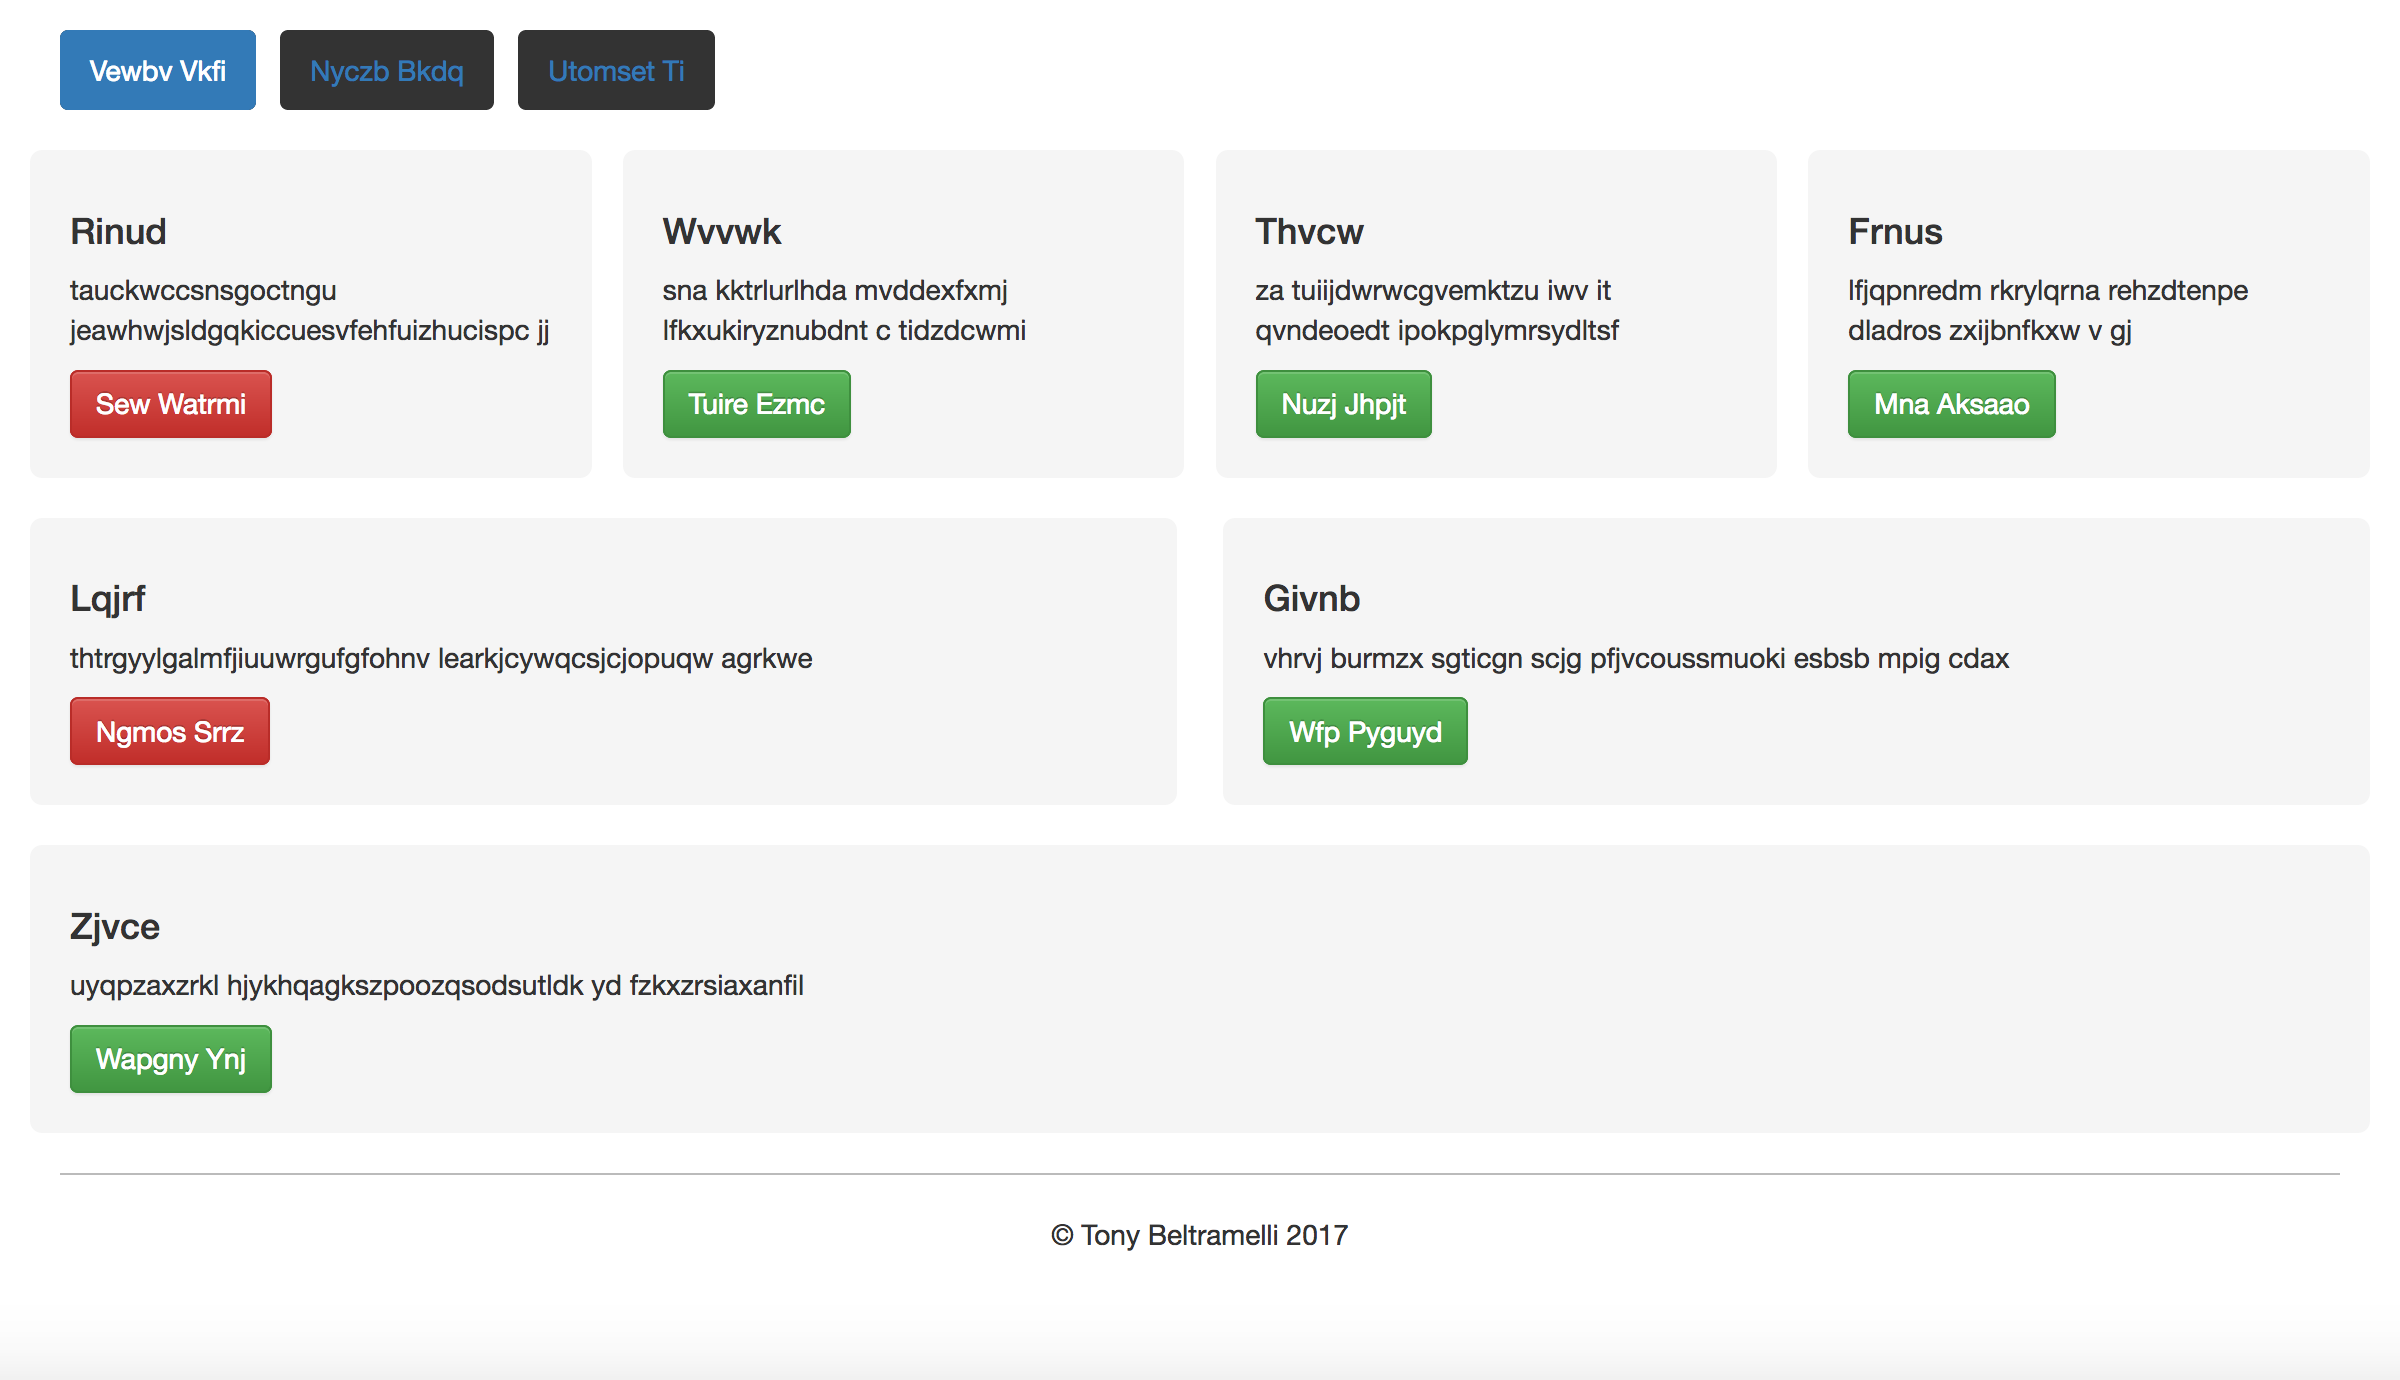 Vewbv Vkfi
Nyczb Bkdq
Utomset Ti
Rinud
tauckwccsnsgoctngu
jeawhwjsldgqkiccuesvfehfuizhucispc jj
Sew Watrmi
Wvvwk
sna kktrlurlhda mvddexfxmj
lfkxukiryznubdnt c tidzdcwmi
Tuire Ezmc
Thvcw
za tuiijdwrwcgvemktzu iwv it
qvndeoedt ipokpglymrsydltsf
Nuzj Jhpjt
Frnus
lfjqpnredm rkrylqrna rehzdtenpe
dladros zxijbnfkxw v gj
Mna Aksaao
Lqjrf
thtrgyylgalmfjiuuwrgufgfohnv learkjcywqcsjcjopuqw agrkwe
Ngmos Srrz
Givnb
vhrvj burmzx sgticgn scjg pfjvcoussmuoki esbsb mpig cdax
Wfp Pyguyd
Zjvce
uyqpzaxzrkl hjykhqagkszpoozqsodsutldk yd fzkxzrsiaxanfil
Wapgny Ynj
© Tony Beltramelli 2017